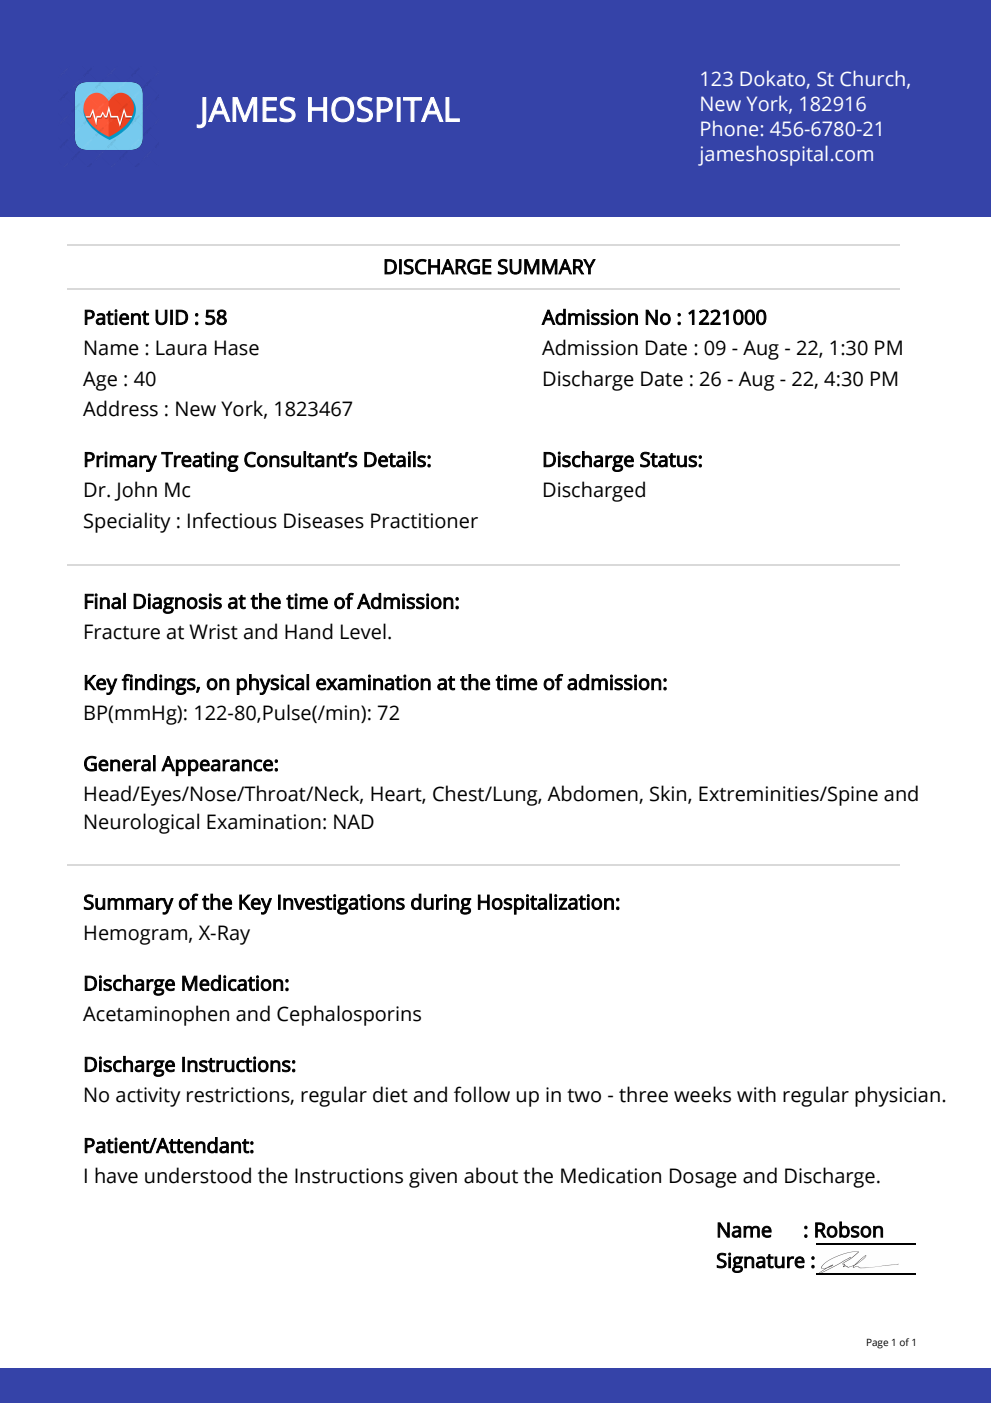 JAMES HOSPITAL
123 Dokato, St Church,
New York, 182916
Phone: 456-6780-21
jameshospital.com
DISCHARGE SUMMARY
Patient UID : 58
Name : Laura Hase
Age : 40
Address : New York, 1823467
Admission No : 1221000
Admission Date : 09 - Aug - 22, 1:30 PM
Discharge Date : 26 - Aug - 22, 4:30 PM
Primary Treating Consultant’s Details:
Dr. John Mc
Speciality : Infectious Diseases Practitioner
Discharge Status:
Discharged
Final Diagnosis at the time of Admission:
Fracture at Wrist and Hand Level.
Key findings, on physical examination at the time of admission:
BP(mmHg): 122-80,Pulse(/min): 72
General Appearance:
Head/Eyes/Nose/Throat/Neck, Heart, Chest/Lung, Abdomen, Skin, Extreminities/Spine and
Neurological Examination: NAD
Summary of the Key Investigations during Hospitalization:
Hemogram, X-Ray
Discharge Medication:
Acetaminophen and Cephalosporins
Discharge Instructions:
No activity restrictions, regular diet and follow up in two - three weeks with regular physician.
Patient/Attendant:
I have understood the Instructions given about the Medication Dosage and Discharge.
Name : Robson
Signature :
Page 1 of 1